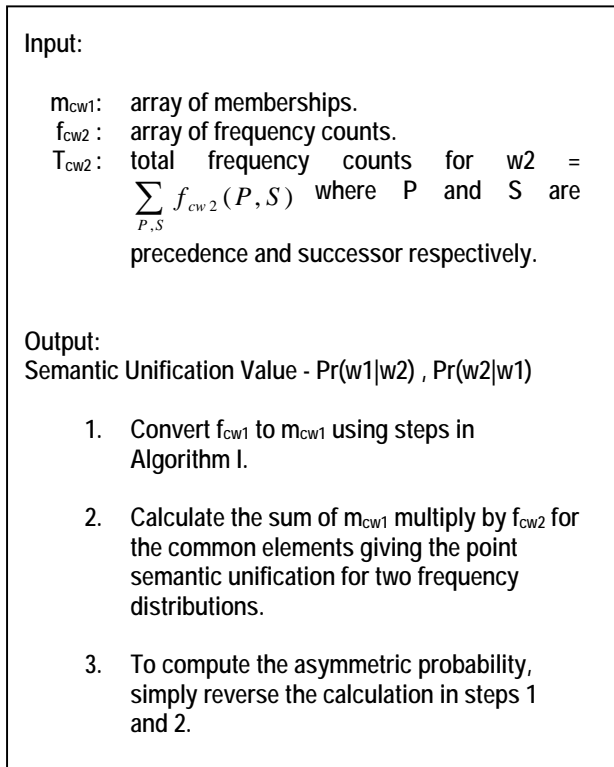 Input:
mcw1: array of memberships.
fcw2 : array of frequency counts.
Tcw2 : total frequency counts for w2 =
∑P,S fcw2(P, S) where P and S are
precedence and successor respectively.
Output:
Semantic Unification Value - Pr(w1|w2) , Pr(w2|w1)
1. Convert fcw1 to mcw1 using steps in
Algorithm I.
2. Calculate the sum of mcw1 multiply by fcw2 for
the common elements giving the point
semantic unification for two frequency
distributions.
3. To compute the asymmetric probability,
simply reverse the calculation in steps 1
and 2.